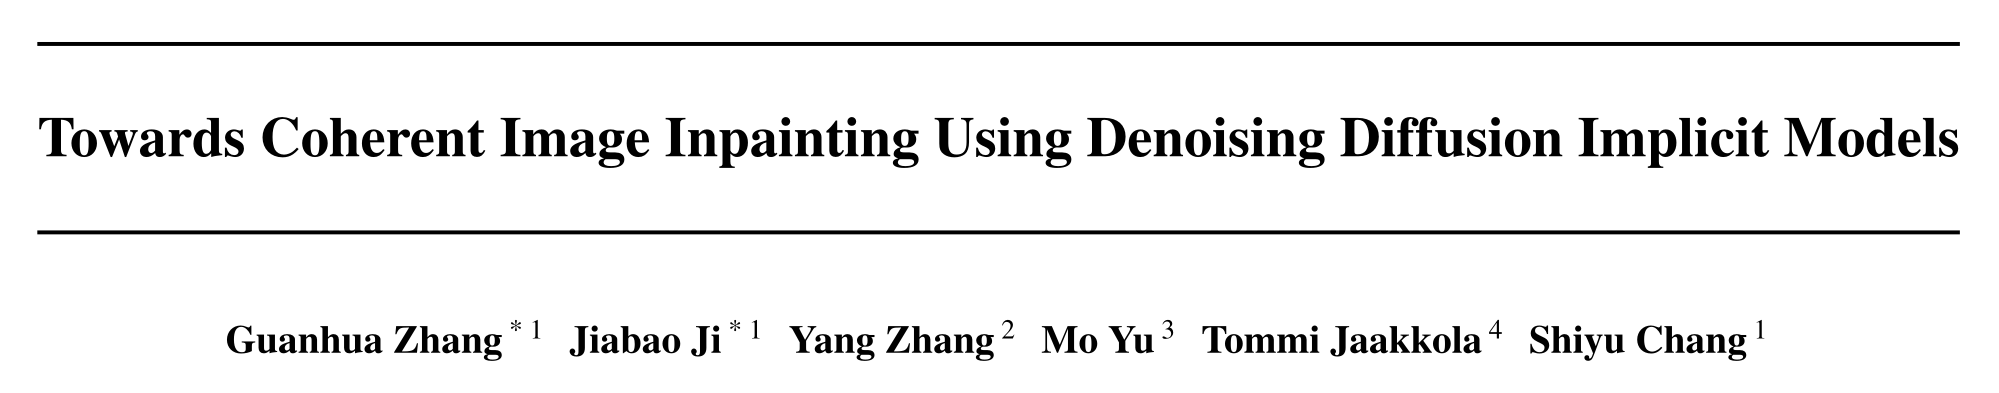 Towards Coherent Image Inpainting Using Denoising Diffusion Implicit Models
Guanhua Zhang * 1 Jiabao Ji * 1 Yang Zhang 2 Mo Yu 3 Tommi Jaakkola 4 Shiyu Chang 1